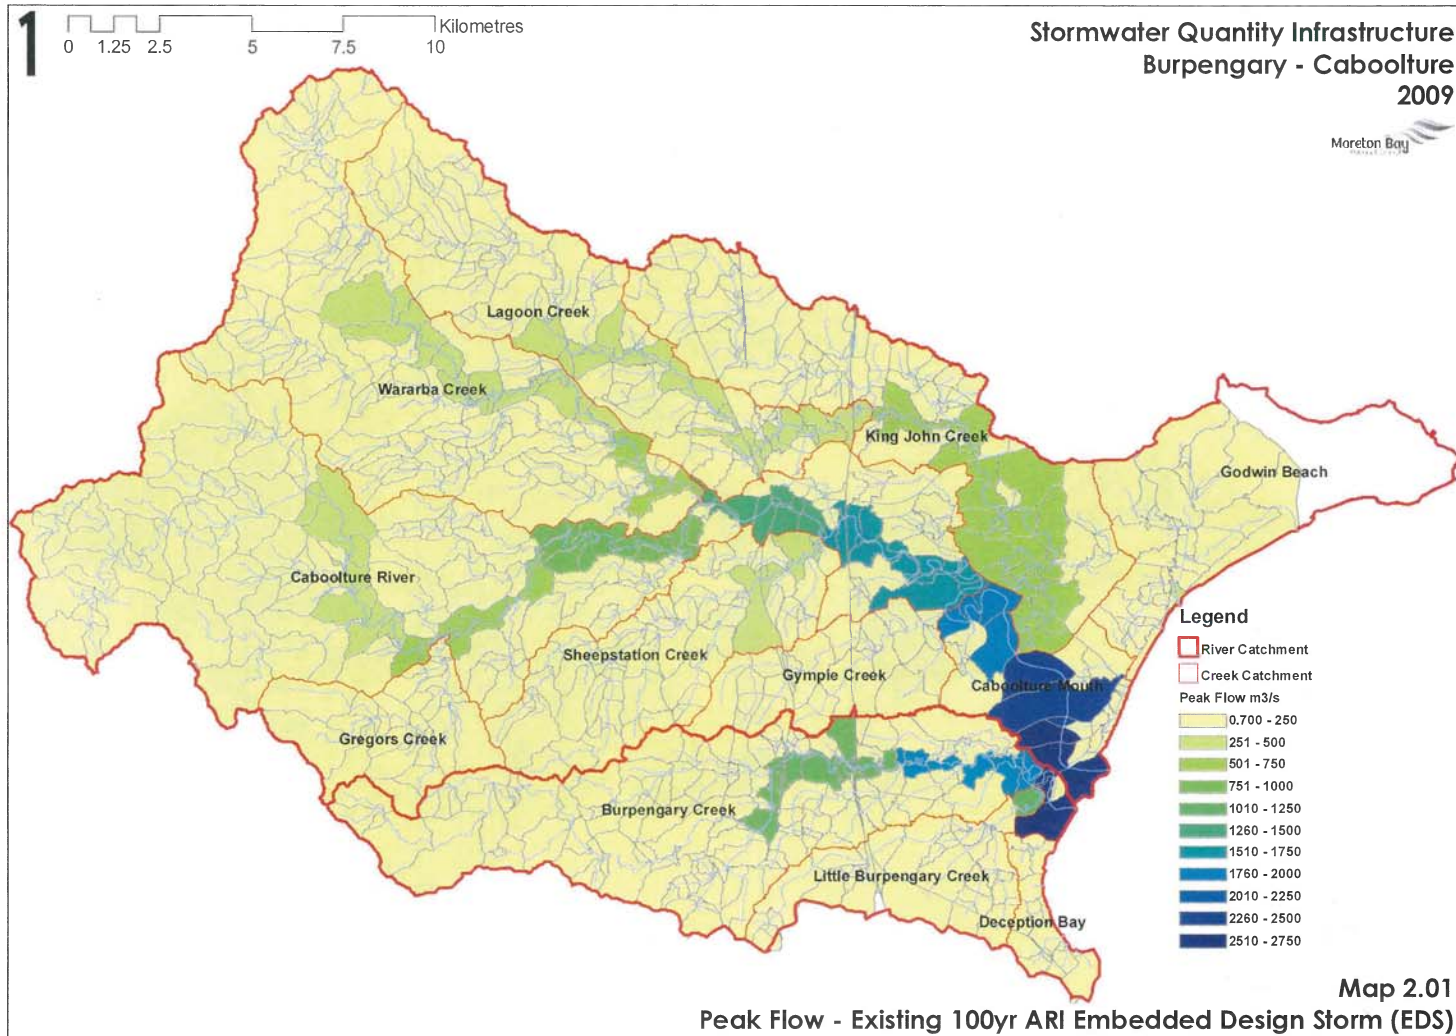 1
Kilometres
0 1.25 2.5 5 7.5 10
Stormwater Quantity Infrastructure
Burpengary - Caboolture
2009
Moreton Bay
Lagoon Creek
Wararba Creek
King John Creek
Godwin Beach
Caboolture River
Sheepstation Creek
Gympie Creek
Caboolture Mouth
Gregors Creek
Burpengary Creek
Little Burpengary Creek
Deception Bay
Legend
River Catchment
Creek Catchment
Peak Flow m3/s
0.700 - 250
251 - 500
501 - 750
751 - 1000
1010 - 1250
1260 - 1500
1510 - 1750
1760 - 2000
2010 - 2250
2260 - 2500
2510 - 2750
Map 2.01
Peak Flow - Existing 100yr ARI Embedded Design Storm (EDS)